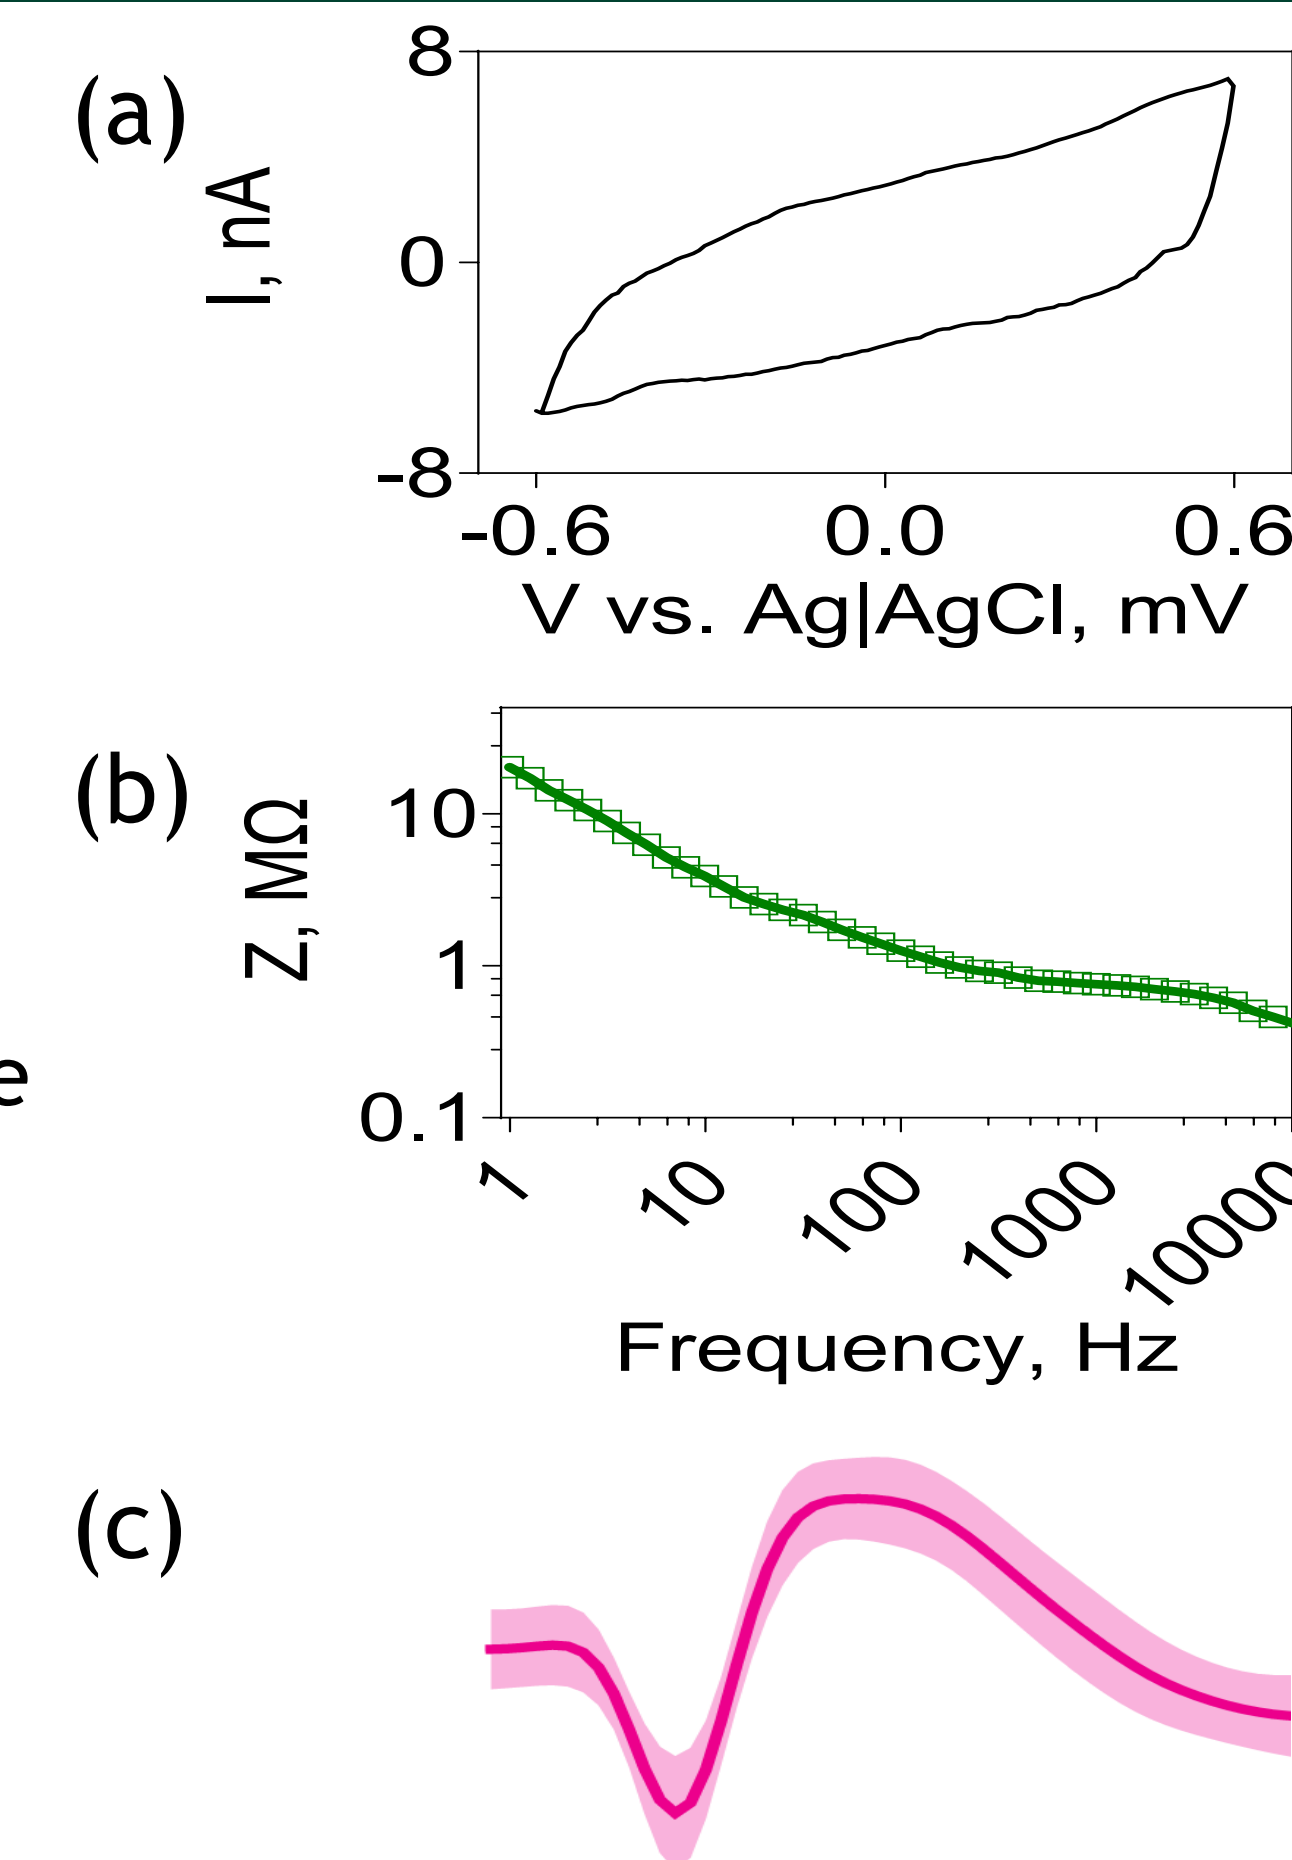 (a)
I, nA
8
0
-8
-0.6 0.0 0.6
V vs. Ag|AgCl, mV
(b)
Z, MΩ
10
1
0.1
1 10 100 1000 10000
Frequency, Hz
e
(c)